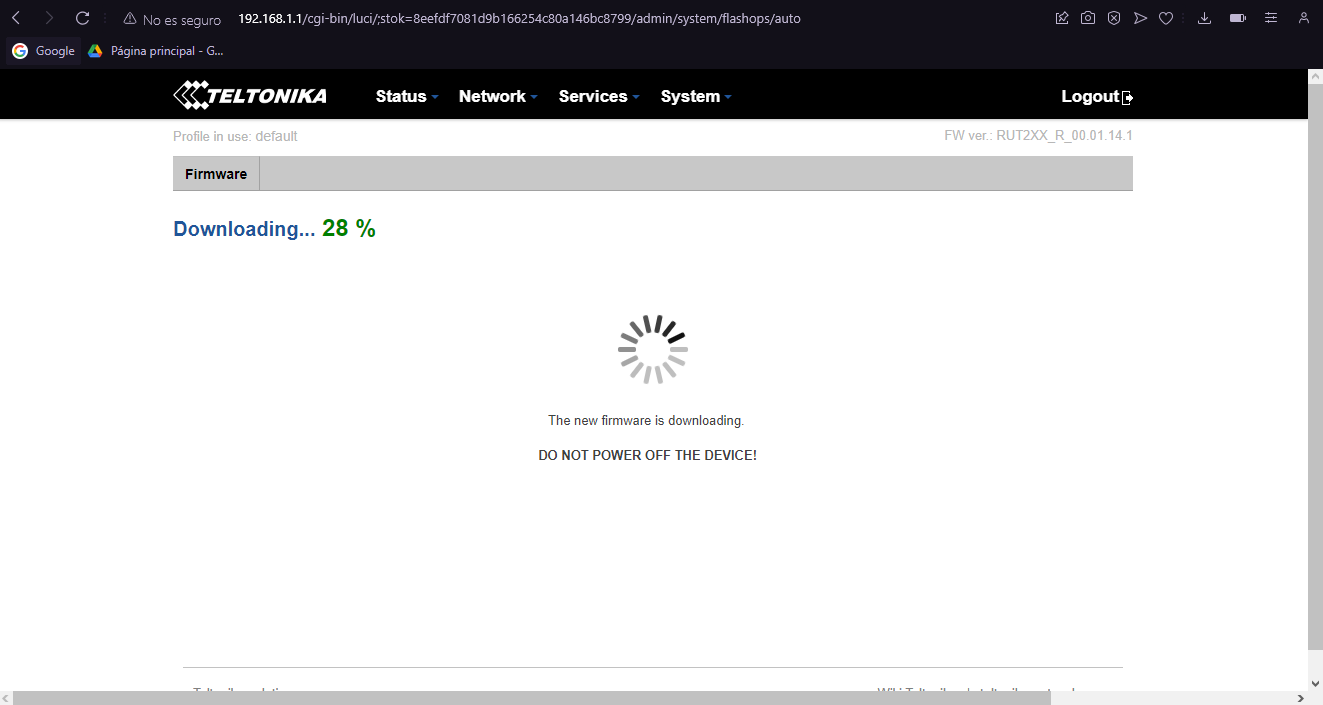 No es seguro 192.168.1.1/cgi-bin/luci/;stok=8eefdf7081d9b166254c80a146bc8799/admin/system/flashops/auto
Google Página principal - G...
TELTONIKA Status Network Services System Logout
Profile in use: default FW ver.: RUT2XX_R_00.01.14.1
Firmware
Downloading... 28 %
The new firmware is downloading.
DO NOT POWER OFF THE DEVICE!